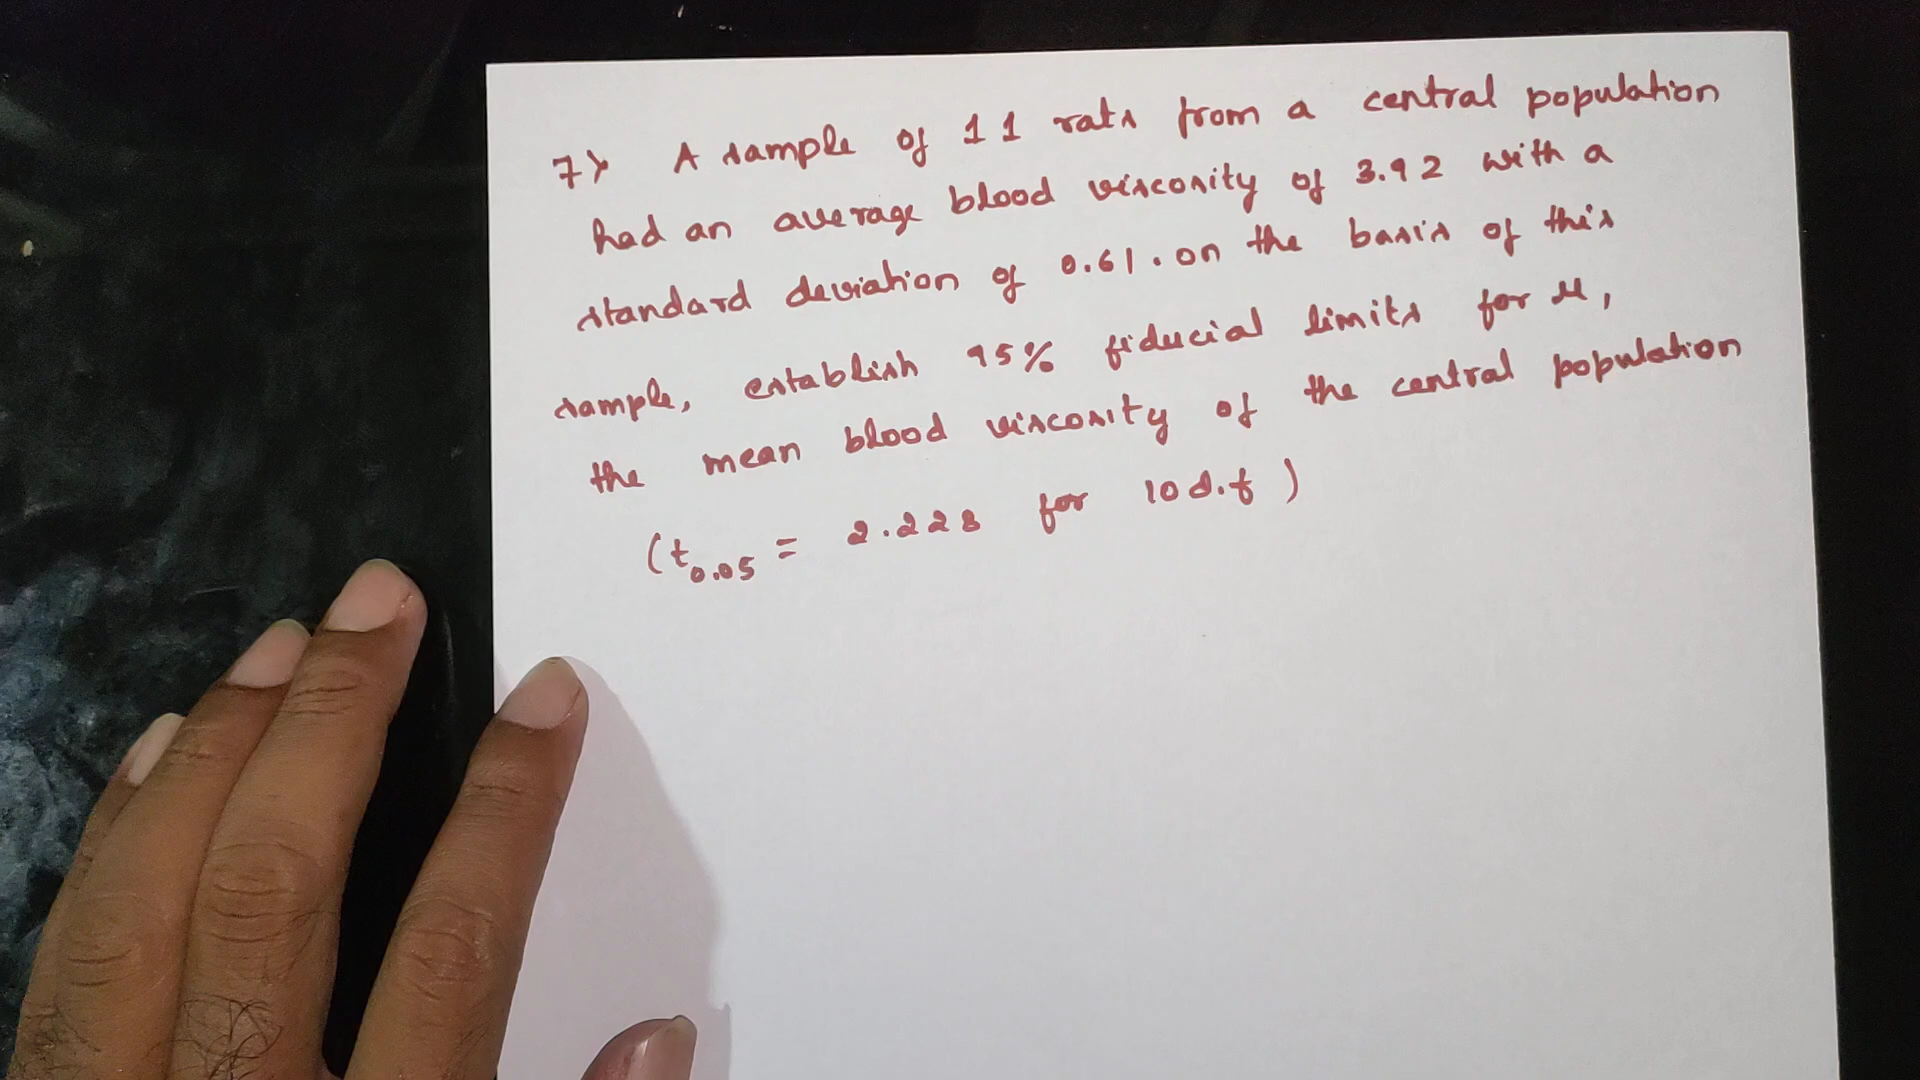 7> A sample of 11 rats from a central population
had an average blood viscosity of 3.92 with a
standard deviation of 0.61. on the basis of this
sample, establish 95% fiducial limits for μ,
the mean blood viscosity of the central population
(t0.05 = 2.228 for 10 d.f)